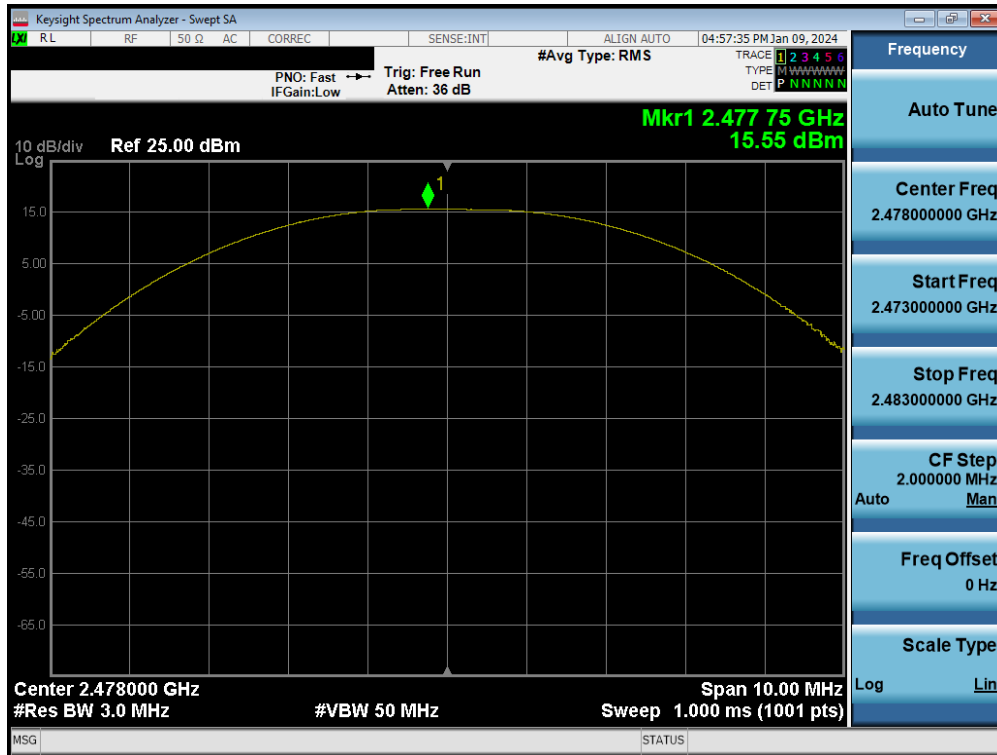 Keysight Spectrum Analyzer - Swept SA
LXI RL RF 50 Ω AC CORREC SENSE:INT ALIGN AUTO 04:57:35 PM Jan 09, 2024
#Avg Type: RMS
TRACE 1 2 3 4 5 6
PNO: Fast Trig: Free Run
TYPE M WWWWW
IFGain:Low Atten: 36 dB
DET P N N N N N
Mkr1 2.477 75 GHz
15.55 dBm
10 dB/div Ref 25.00 dBm
Log
1
15.0
5.00
-5.00
-15.0
-25.0
-35.0
-45.0
-55.0
-65.0
Center 2.478000 GHz Span 10.00 MHz
#Res BW 3.0 MHz #VBW 50 MHz Sweep 1.000 ms (1001 pts)
MSG STATUS
Frequency
Auto Tune
Center Freq
2.478000000 GHz
Start Freq
2.473000000 GHz
Stop Freq
2.483000000 GHz
CF Step
2.000000 MHz
Auto Man
Freq Offset
0 Hz
Scale Type
Log Lin